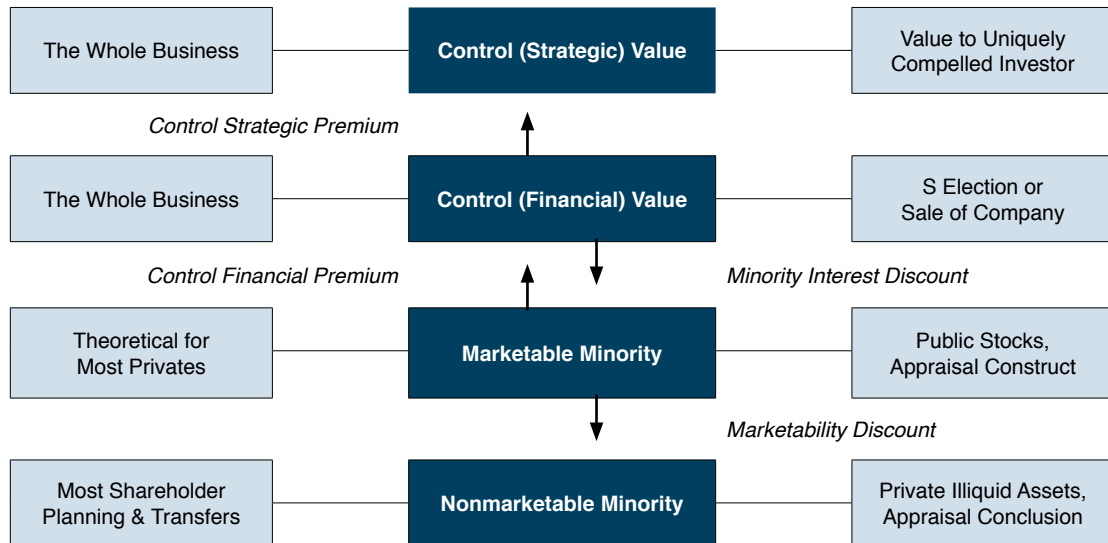 The Whole Business
Control (Strategic) Value
Value to Uniquely
Compelled Investor
Control Strategic Premium
The Whole Business
Control (Financial) Value
S Election or
Sale of Company
Control Financial Premium
Minority Interest Discount
Theoretical for
Most Privates
Marketable Minority
Public Stocks,
Appraisal Construct
Marketability Discount
Most Shareholder
Planning & Transfers
Nonmarketable Minority
Private Illiquid Assets,
Appraisal Conclusion